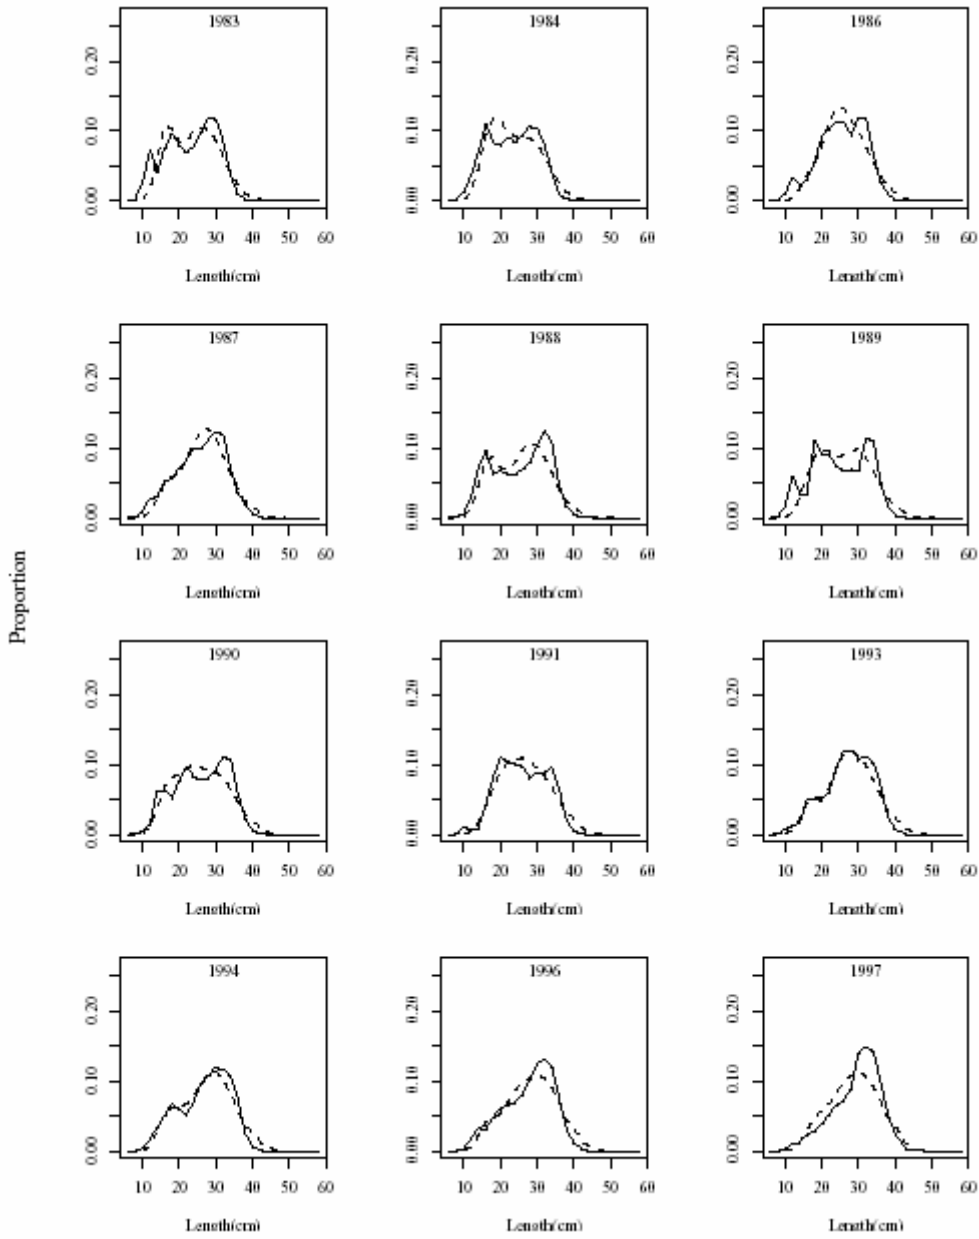 1983 1984 1986
0.00 0.10 0.20 0.00 0.10 0.20 0.00 0.10 0.20
10 20 30 40 50 60 10 20 30 40 50 60 10 20 30 40 50 60
Length(cm) Length(cm) Length(cm)
1987 1988 1989
0.00 0.10 0.20 0.00 0.10 0.20 0.00 0.10 0.20
10 20 30 40 50 60 10 20 30 40 50 60 10 20 30 40 50 60
Length(cm) Length(cm) Length(cm)
Proportion
1990 1991 1993
0.00 0.10 0.20 0.00 0.10 0.20 0.00 0.10 0.20
10 20 30 40 50 60 10 20 30 40 50 60 10 20 30 40 50 60
Length(cm) Length(cm) Length(cm)
1994 1996 1997
0.00 0.10 0.20 0.00 0.10 0.20 0.00 0.10 0.20
10 20 30 40 50 60 10 20 30 40 50 60 10 20 30 40 50 60
Length(cm) Length(cm) Length(cm)